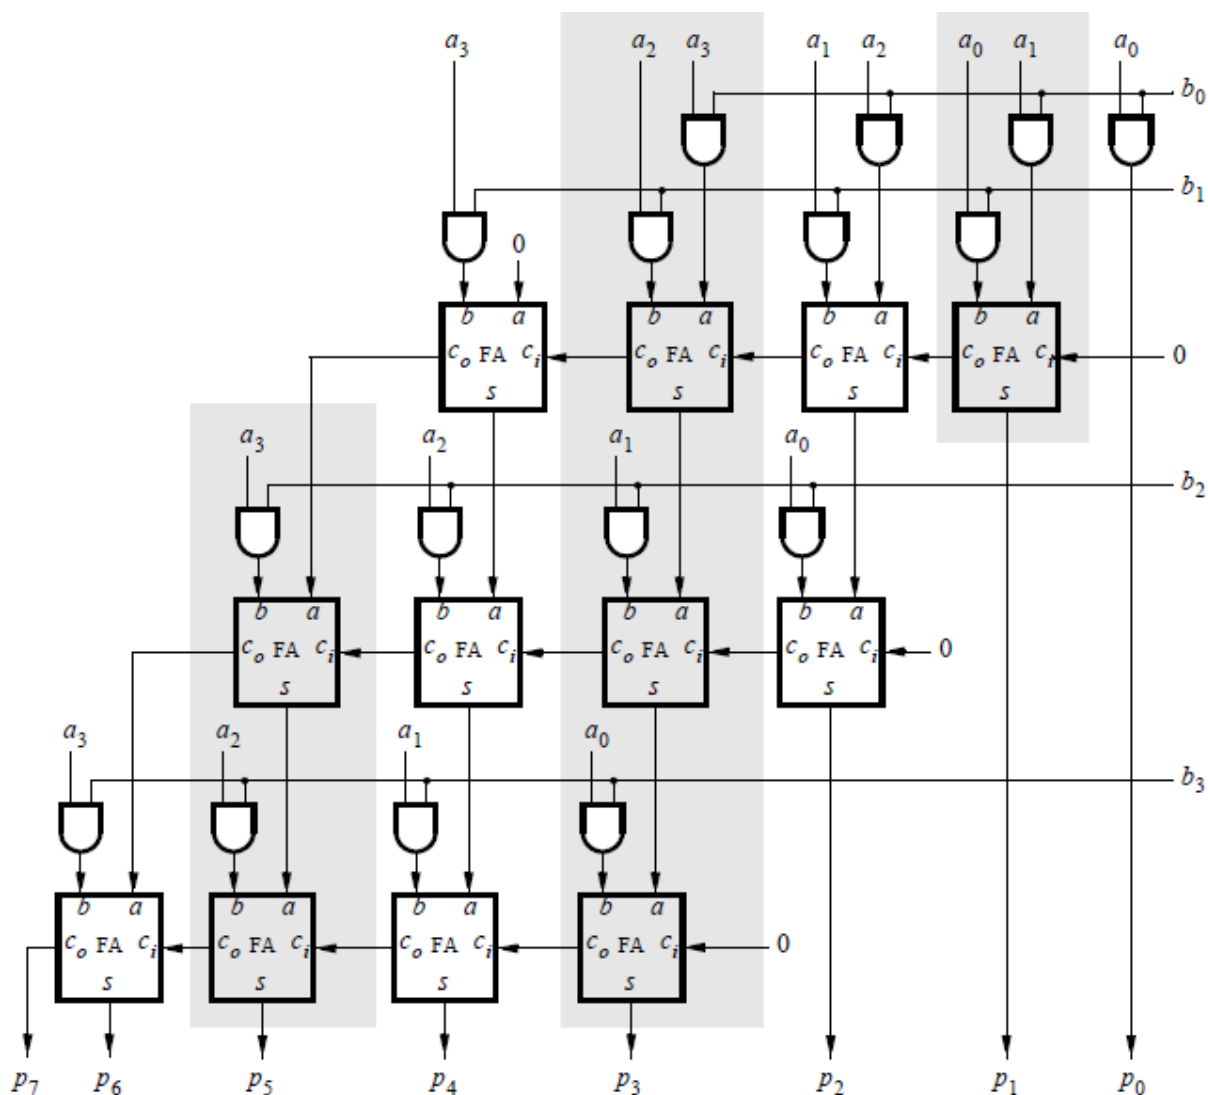 a₃ a₂ a₃ a₁ a₂ a₀ a₁ a₀
b₀
b₁
0
b a b a b a b a
cₒ FA cᵢ cₒ FA cᵢ cₒ FA cᵢ cₒ FA cᵢ 0
s s s s
a₃ a₂ a₁ a₀
b₂
b a b a b a b a
cₒ FA cᵢ cₒ FA cᵢ cₒ FA cᵢ cₒ FA cᵢ 0
s s s s
a₃ a₂ a₁ a₀
b₃
b a b a b a b a
cₒ FA cᵢ cₒ FA cᵢ cₒ FA cᵢ cₒ FA cᵢ 0
s s s s
p₇ p₆ p₅ p₄ p₃ p₂ p₁ p₀